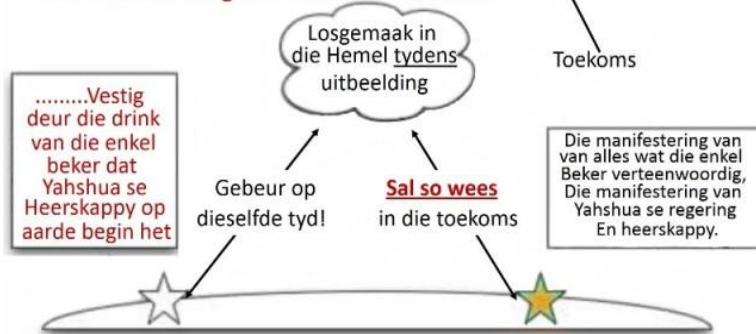 Losgemaak in
die Hemel tydens
uitbeelding
Toekoms
.........Vestig
deur die drink
van die enkel
beker dat
Yahshua se
Heerskappy op
aarde begin het
Gebeur op
dieselfde tyd!
Sal so wees
in die toekoms
Die manifestering van
van alles wat die enkel
Beker verteenwoordig,
Die manifestering van
Yahshua se regering
En heerskappy.